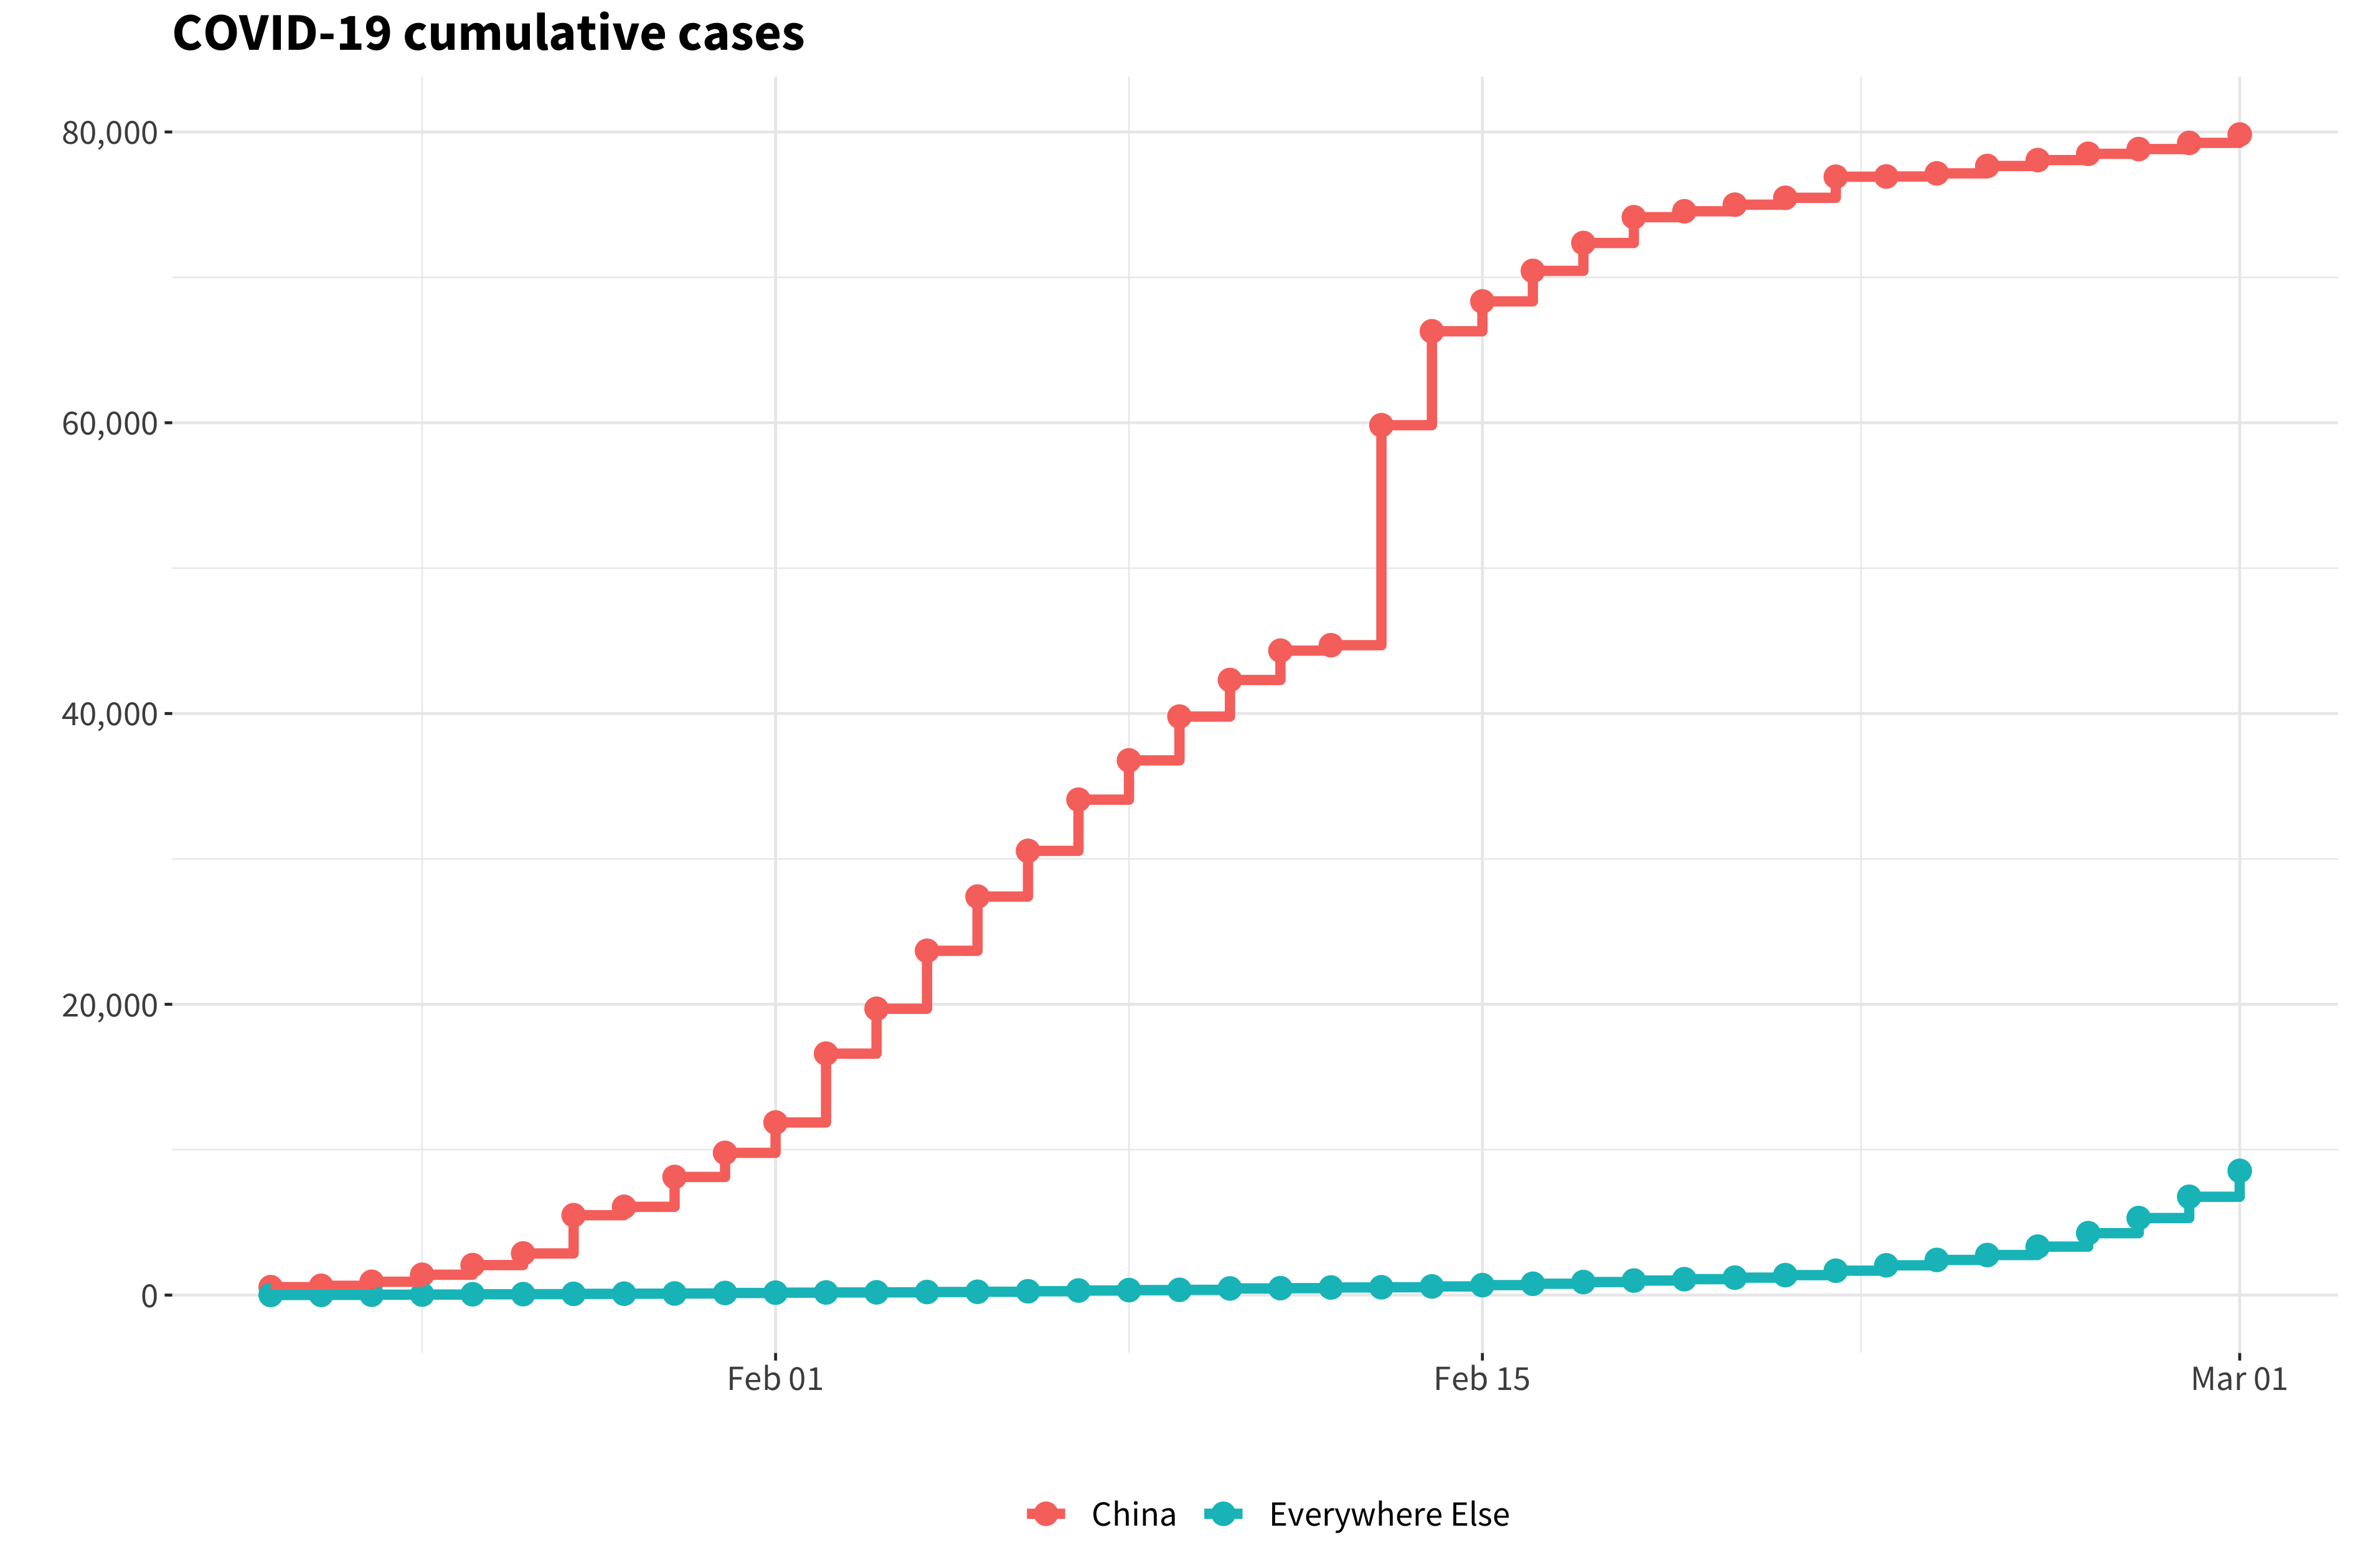 COVID-19 cumulative cases
80,000
60,000
40,000
20,000
0
Feb 01 Feb 15 Mar 01
China Everywhere Else